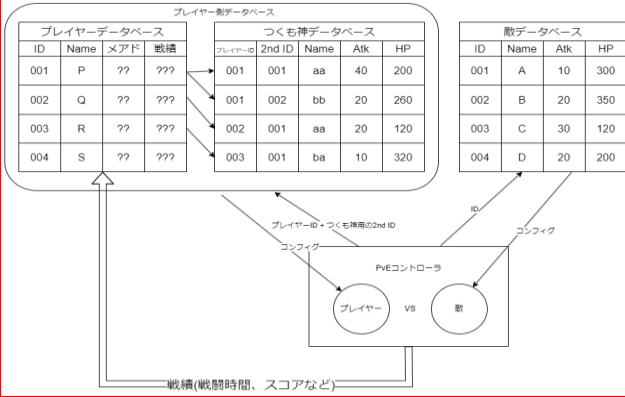 プレイヤー側データベース
プレイヤーデータベース
ID Name メアド 戦績
001 P ?? ???
002 Q ?? ???
003 R ?? ???
004 S ?? ???
つくも神データベース
プレイヤーID 2nd ID Name Atk HP
001 001 aa 40 200
001 002 bb 20 260
002 001 aa 20 120
003 001 ba 10 320
敵データベース
ID Name Atk HP
001 A 10 300
002 B 20 350
003 C 30 120
004 D 20 200
プレイヤーID + つくも神用の2nd ID
コンフィグ
ID
コンフィグ
PvEコントローラ
プレイヤー vs 敵
戦績(戦闘時間、スコアなど)